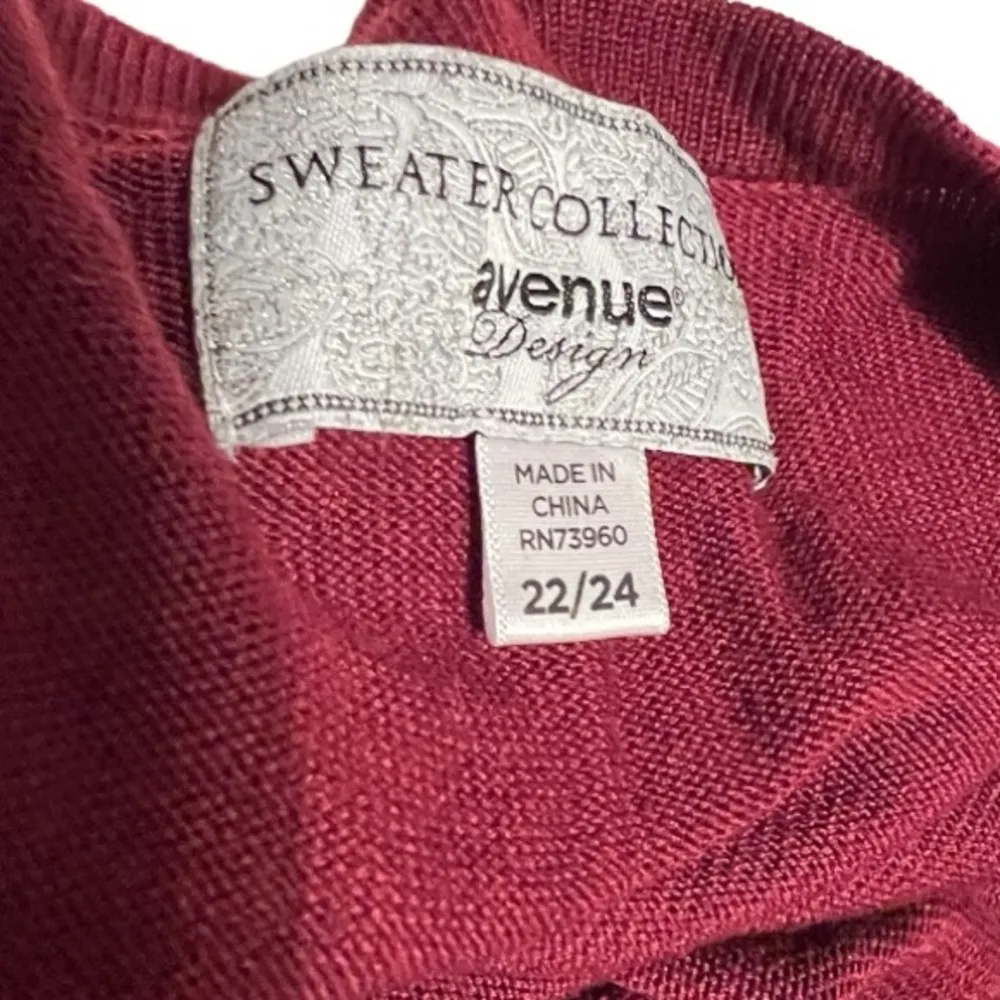 SWEATER COLLECTIO
avenue®
Design
MADE IN
CHINA
RN73960
22/24